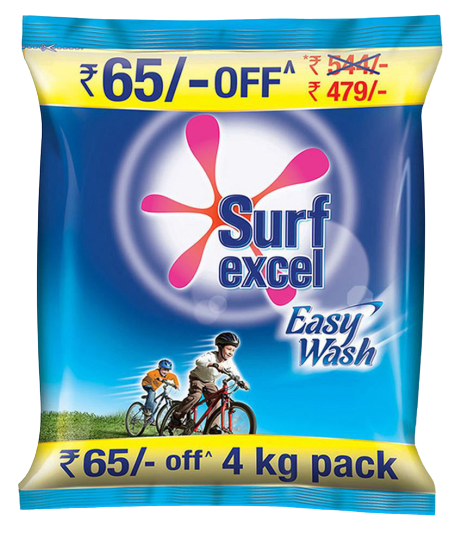 ₹65/-OFF^
*₹ 544/-
₹ 479/-
Surf
excel
Easy
Wash
₹65/- off^ 4 kg pack